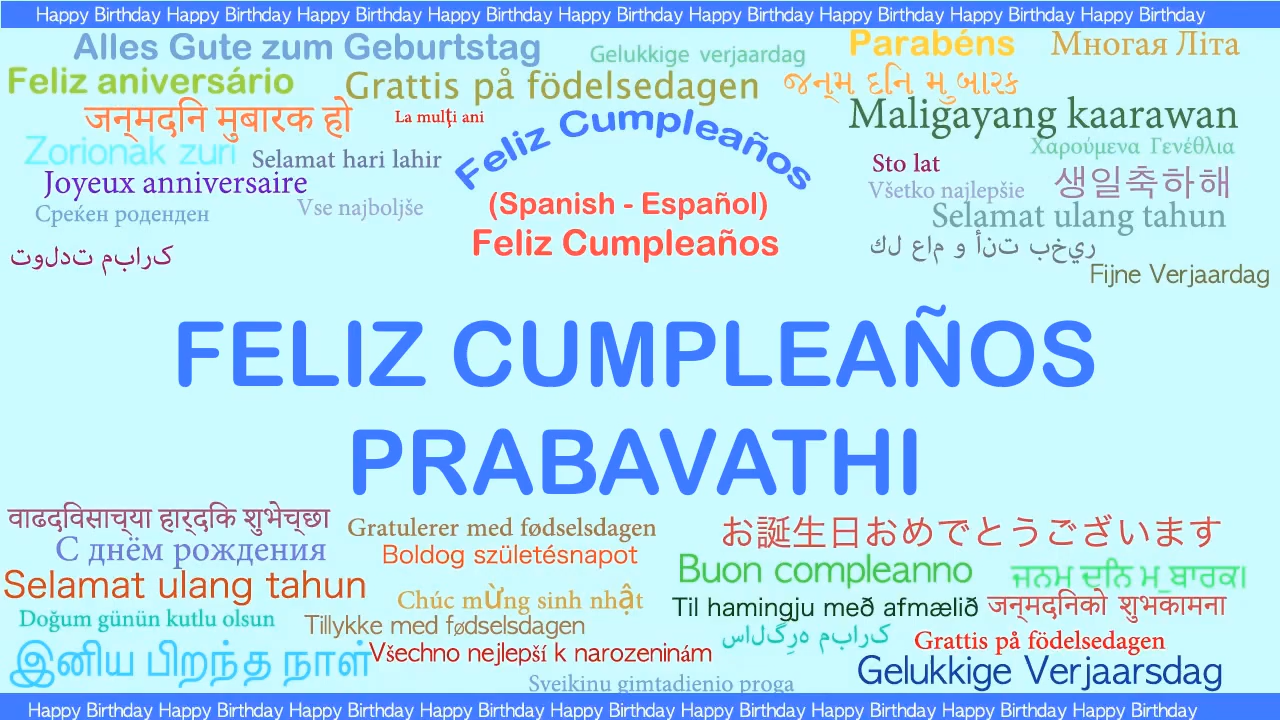 Happy Birthday Happy Birthday Happy Birthday Happy Birthday Happy Birthday Happy Birthday Happy Birthday Happy Birthday Happy Birthday
Alles Gute zum Geburtstag
Gelukkige verjaardag
Parabéns
Многая Літа
Feliz aniversário
Grattis på födelsedagen
જન્મ દનિ મુ બારક
जन्मदनि मुबारक हो
La mulţi ani
Feliz Cumpleaños
Maligayang kaarawan
Zorionak zuri
Selamat hari lahir
Sto lat
Χαρούμενα Γενέθλια
Joyeux anniversaire
Všetko najlepšie
생일축하해
Среќен роденден
Vse najboljše
(Spanish - Español)
Selamat ulang tahun
Feliz Cumpleaños
تولدت مبارک
كل عام و أنت بخير
Fijne Verjaardag
FELIZ CUMPLEAÑOS
PRABAVATHI
वाढदविसाच्या हार्दकि शुभेच्छा
Gratulerer med fødselsdagen
お誕生日おめでとうございます
С днём рождения
Boldog születésnapot
Buon compleanno
ਜਨਮ ਦਨਿ ਮੁ ਬਾਰਕ।
Selamat ulang tahun
Chúc mừng sinh nhật
Til hamingju með afmælið
जन्मदनिको शुभकामना
Doğum günün kutlu olsun
Tillykke med fødselsdagen
سالگرِہ مبارک
Grattis på födelsedagen
இனிய பிறந்த நாள்
Všechno nejlepší k narozeninám
Gelukkige Verjaarsdag
Sveikinu gimtadienio proga
Happy Birthday Happy Birthday Happy Birthday Happy Birthday Happy Birthday Happy Birthday Happy Birthday Happy Birthday Happy Birthday